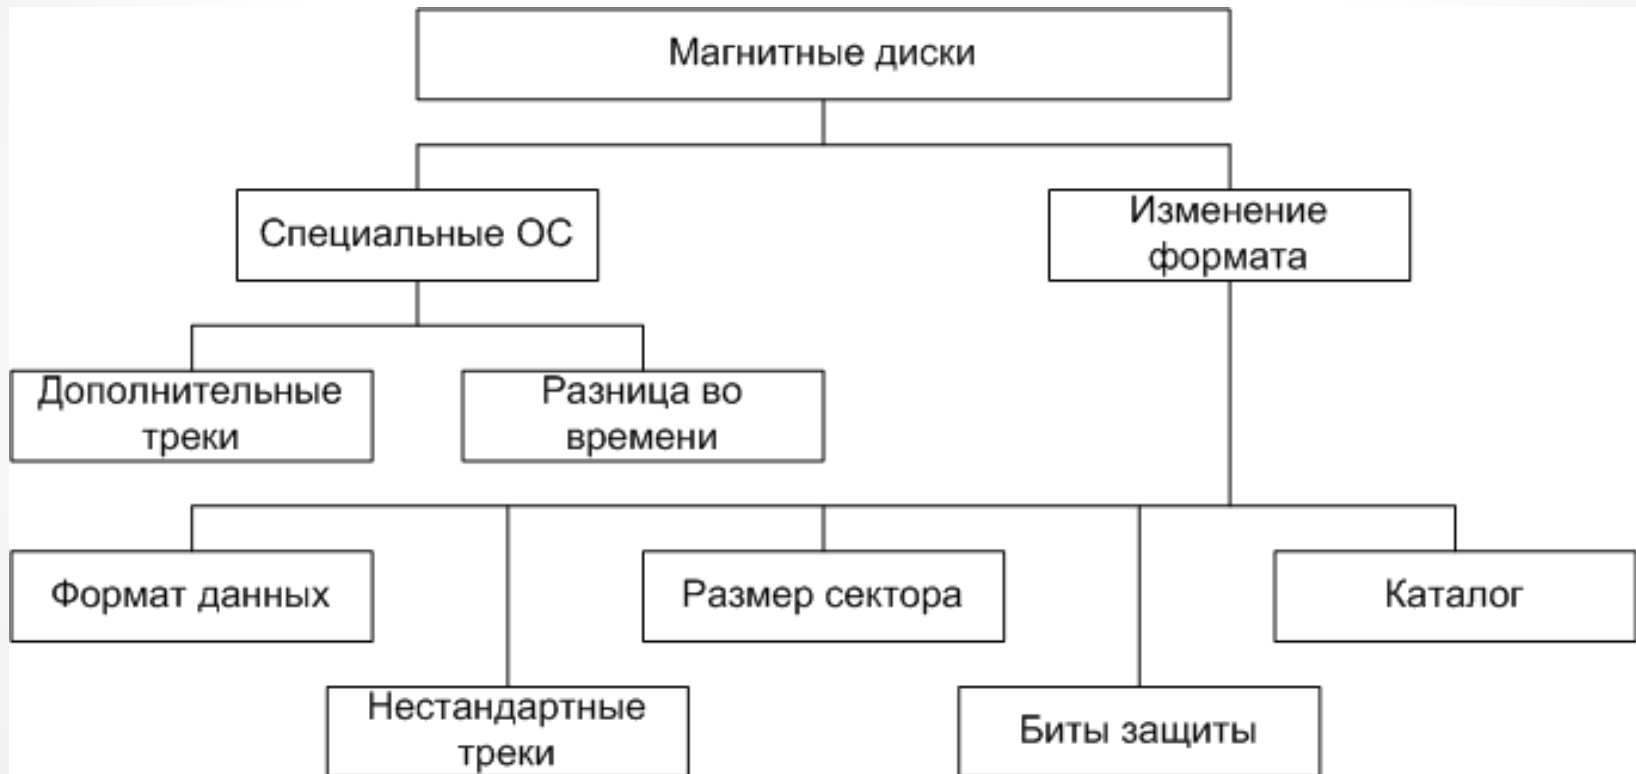 Магнитные диски
Специальные ОС
Изменение
формата
Дополнительные
треки
Разница во
времени
Формат данных
Размер сектора
Каталог
Нестандартные
треки
Биты защиты